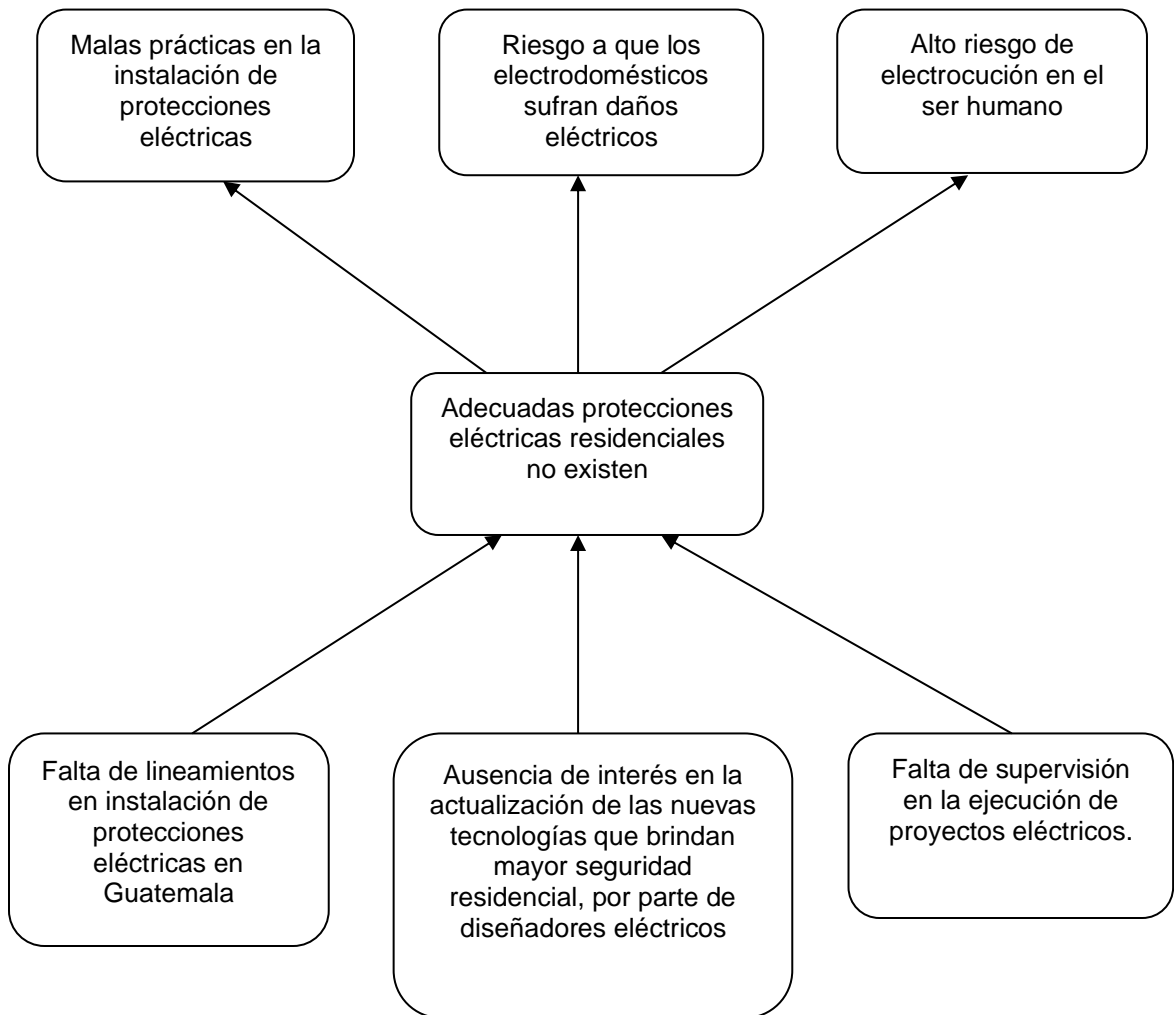 Malas prácticas en la
instalación de
protecciones
eléctricas
Riesgo a que los
electrodomésticos
sufran daños
eléctricos
Alto riesgo de
electrocución en el
ser humano
Adecuadas protecciones
eléctricas residenciales
no existen
Falta de lineamientos
en instalación de
protecciones
eléctricas en
Guatemala
Ausencia de interés en la
actualización de las nuevas
tecnologías que brindan
mayor seguridad
residencial, por parte de
diseñadores eléctricos
Falta de supervisión
en la ejecución de
proyectos eléctricos.